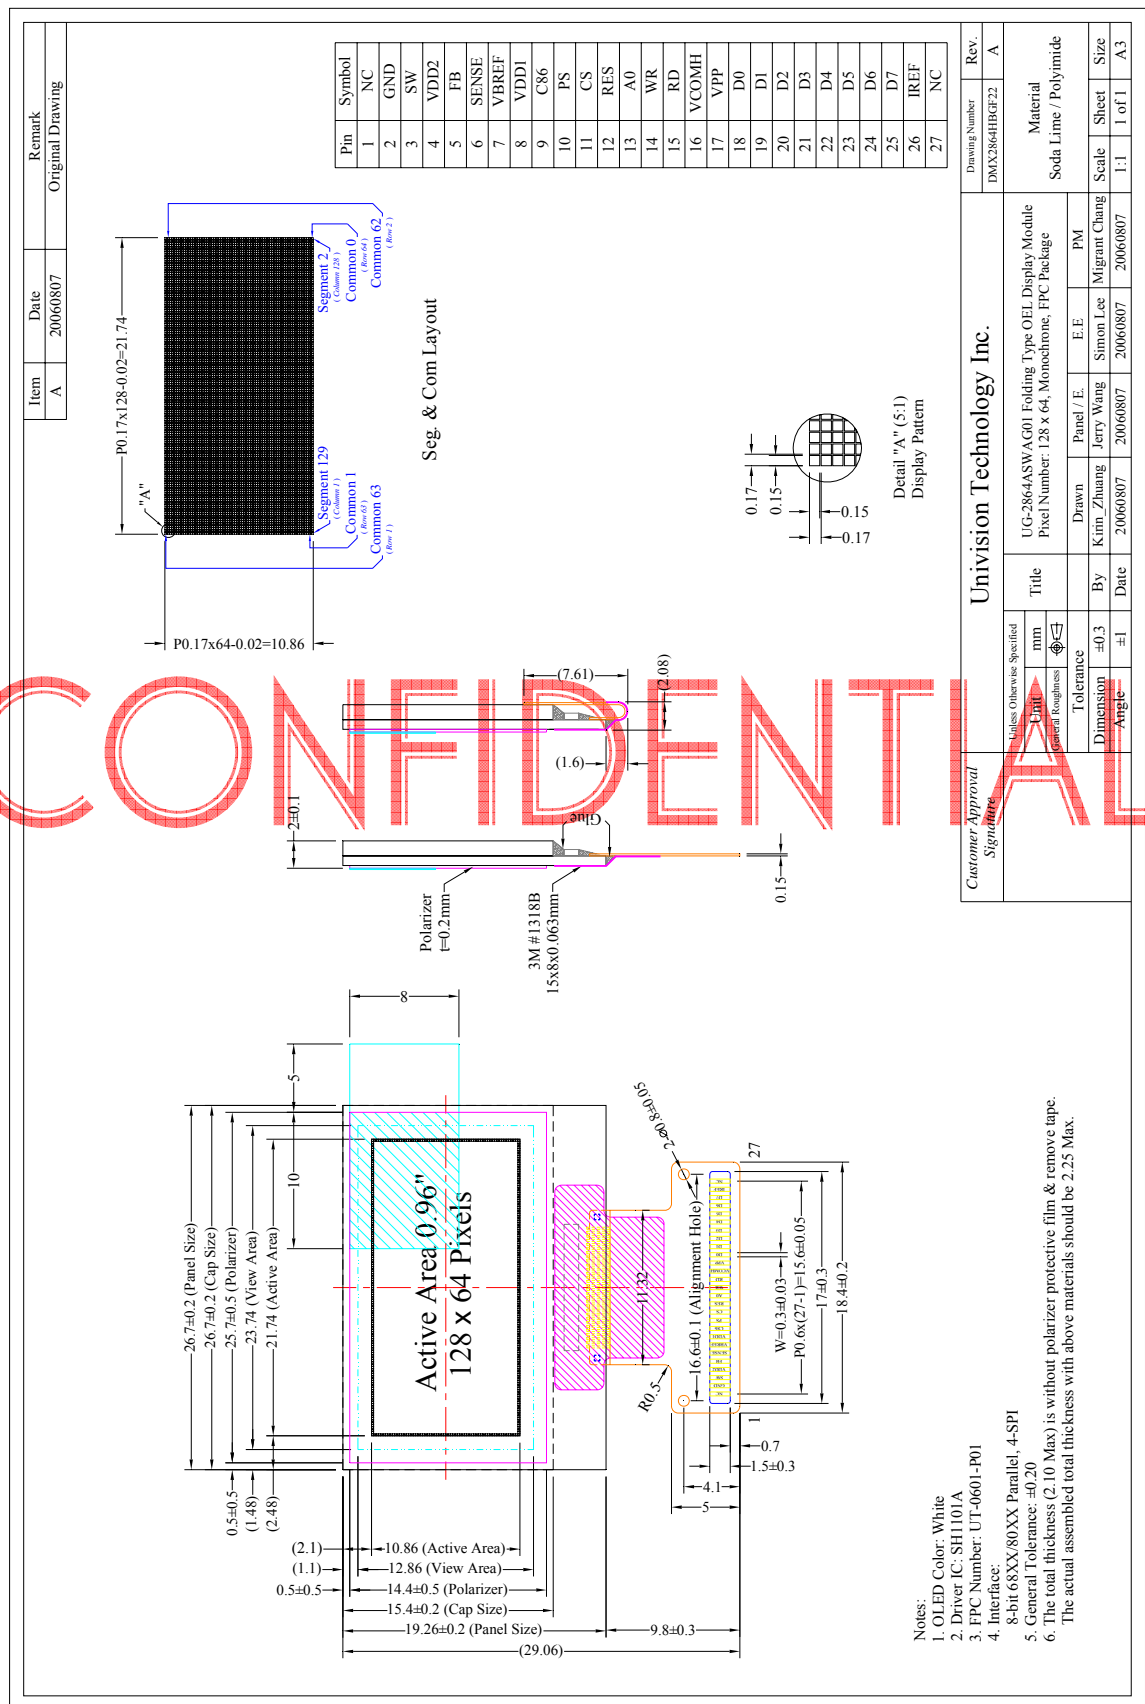 Item Date Remark
A 20060807 Original Drawing
P0.17x128-0.02=21.74
"A"
P0.17x64-0.02=10.86
Segment 129
( Column 1 )
Common 1
( Row 63 )
Common 63
( Row 1 )
Segment 2
( Column 128 )
Common 0
( Row 64 )
Common 62
( Row 2 )
Seg. & Com Layout
Pin Symbol
1 NC
2 GND
3 SW
4 VDD2
5 FB
6 SENSE
7 VBREF
8 VDD1
9 C86
10 PS
11 CS
12 RES
13 A0
14 WR
15 RD
16 VCOMH
17 VPP
18 D0
19 D1
20 D2
21 D3
22 D4
23 D5
24 D6
25 D7
26 IREF
27 NC
0.17
0.15
0.15
0.17
Detail "A" (5:1)
Display Pattern
CONFIDENTIAL
(7.61)
(2.08)
(1.6)
2±0.1
Glue
Polarizer
t=0.2mm
3M #1318B
15x8x0.063mm
0.15
8
5
10
26.7±0.2 (Panel Size)
26.7±0.2 (Cap Size)
25.7±0.5 (Polarizer)
23.74 (View Area)
21.74 (Active Area)
0.5±0.5
(1.48)
(2.48)
Active Area 0.96"
128 x 64 Pixels
(2.1)
10.86 (Active Area)
(1.1)
12.86 (View Area)
0.5±0.5
14.4±0.5 (Polarizer)
15.4±0.2 (Cap Size)
19.26±0.2 (Panel Size)
9.8±0.3
(29.06)
2-Ø0.8±0.05
11.32
R0.5
16.6±0.1 (Alignment Hole)
1
27
W=0.3±0.03
P0.6x(27-1)=15.6±0.05
17±0.3
18.4±0.2
0.7
1.5±0.3
4.1
5
Notes:
1. OLED Color: White
2. Driver IC: SH1101A
3. FPC Number: UT-0601-P01
4. Interface:
8-bit 68XX/80XX Parallel, 4-SPI
5. General Tolerance: ±0.20
6. The total thickness (2.10 Max) is without polarizer protective film & remove tape.
The actual assembled total thickness with above materials should be 2.25 Max.
Customer Approval
Signature
Unless Otherwise Specified
Unit mm
General Roughness
Tolerance
Dimension ±0.3
Angle ±1
Univision Technology Inc.
Drawing Number Rev.
DMX2864HBGF22 A
Title UG-2864ASWAG01 Folding Type OEL Display Module
Pixel Number: 128 x 64, Monochrome, FPC Package
Material
Soda Lime / Polyimide
Drawn Panel / E. E.E PM
By Kirin_Zhuang Jerry Wang Simon Lee Migrant Chang
Date 20060807 20060807 20060807 20060807
Scale Sheet Size
1:1 1 of 1 A3